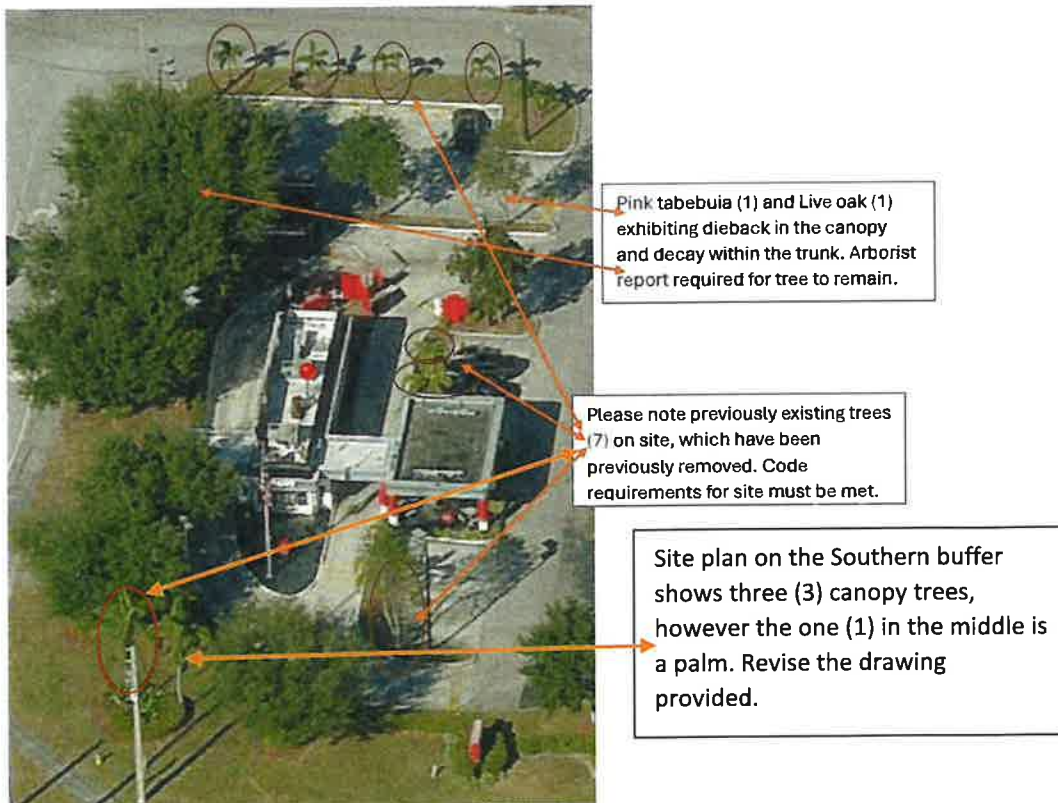 Pink tabebuia (1) and Live oak (1)
exhibiting dieback in the canopy
and decay within the trunk. Arborist
report required for tree to remain.
Please note previously existing trees
(7) on site, which have been
previously removed. Code
requirements for site must be met.
Site plan on the Southern buffer
shows three (3) canopy trees,
however the one (1) in the middle is
a palm. Revise the drawing
provided.